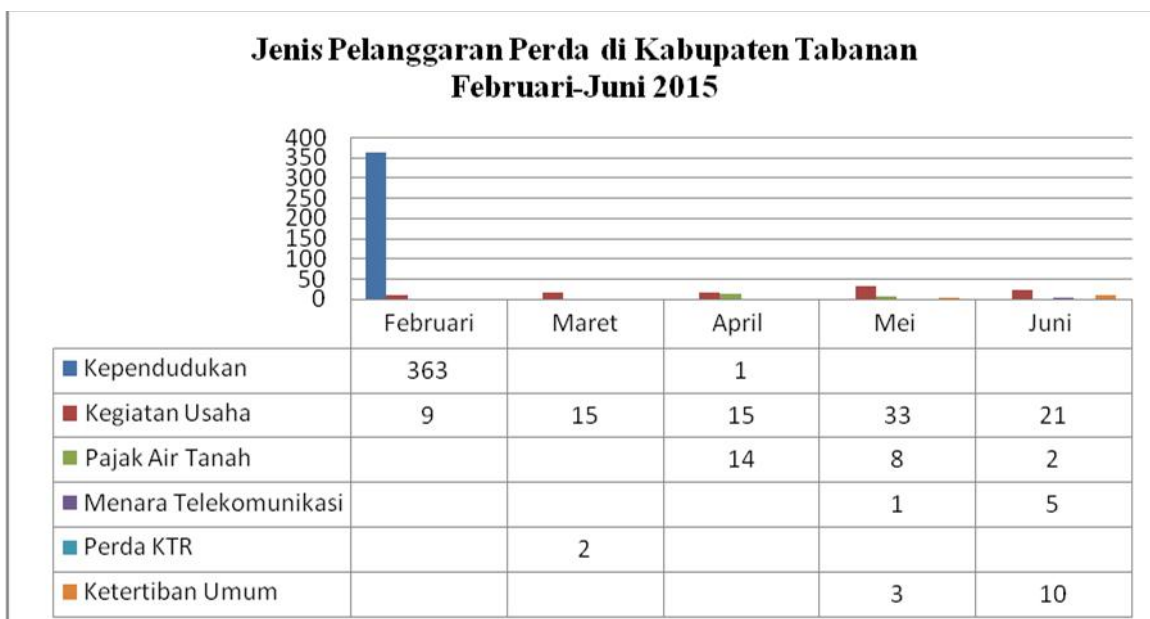 Jenis Pelanggaran Perda di Kabupaten Tabanan
Februari-Juni 2015
400
350
300
250
200
150
100
50
0
Februari Maret April Mei Juni
Kependudukan 363 1
Kegiatan Usaha 9 15 15 33 21
Pajak Air Tanah 14 8 2
Menara Telekomunikasi 1 5
Perda KTR 2
Ketertiban Umum 3 10